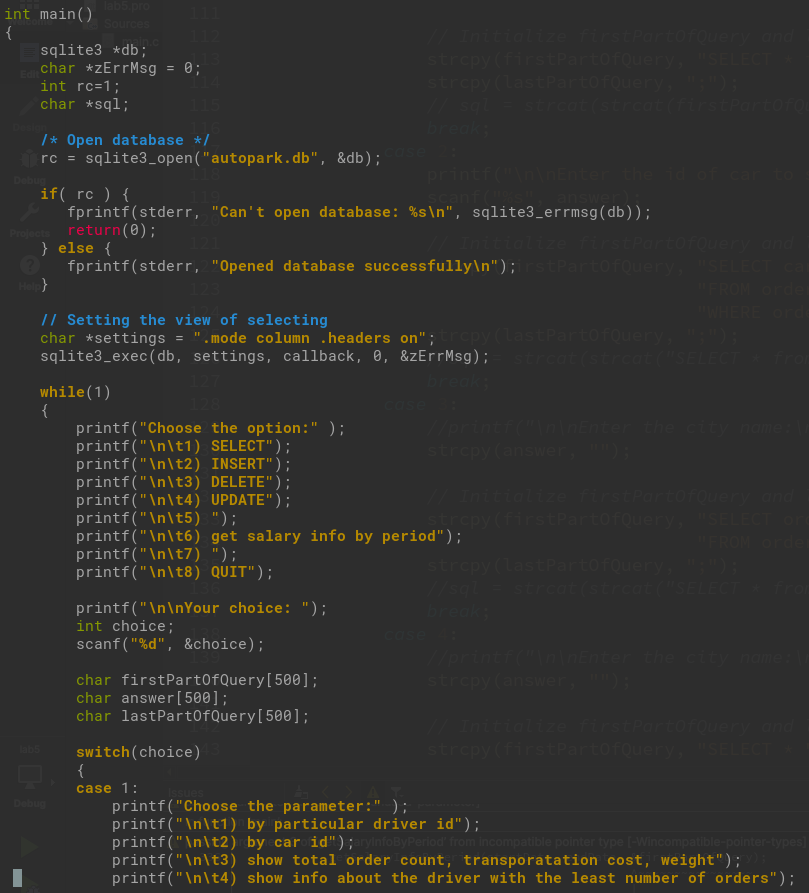 int main()
{
    sqlite3 *db;
    char *zErrMsg = 0;
    int rc=1;
    char *sql;

    /* Open database */
    rc = sqlite3_open("autopark.db", &db);

    if( rc ) {
       fprintf(stderr, "Can't open database: %s\n", sqlite3_errmsg(db));
       return(0);
    } else {
       fprintf(stderr, "Opened database successfully\n");
    }

    // Setting the view of selecting
    char *settings = ".mode column .headers on";
    sqlite3_exec(db, settings, callback, 0, &zErrMsg);

    while(1)
    {
        printf("Choose the option:" );
        printf("\n\t1) SELECT");
        printf("\n\t2) INSERT");
        printf("\n\t3) DELETE");
        printf("\n\t4) UPDATE");
        printf("\n\t5) ");
        printf("\n\t6) get salary info by period");
        printf("\n\t7) ");
        printf("\n\t8) QUIT");

        printf("\n\nYour choice: ");
        int choice;
        scanf("%d", &choice);

        char firstPartOfQuery[500];
        char answer[500];
        char lastPartOfQuery[500];

        switch(choice)
        {
        case 1:
            printf("Choose the parameter:" );
            printf("\n\t1) by particular driver id");
            printf("\n\t2) by car id");
            printf("\n\t3) show total order count, transporatation cost, weight");
            printf("\n\t4) show info about the driver with the least number of orders");